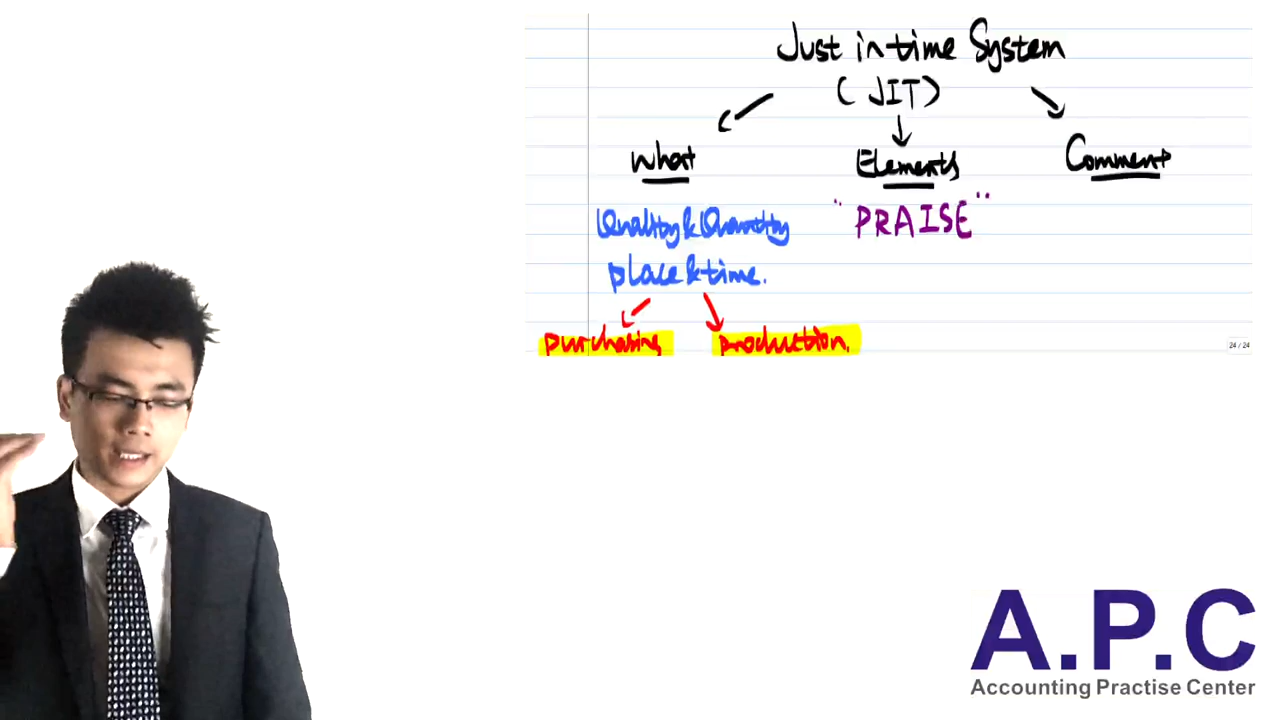 Just in time System
(JIT)
What Elements Comment
Quality & Quantity "PRAISE"
place & time.
purchasing production.
24 / 24
A.P.C
Accounting Practise Center